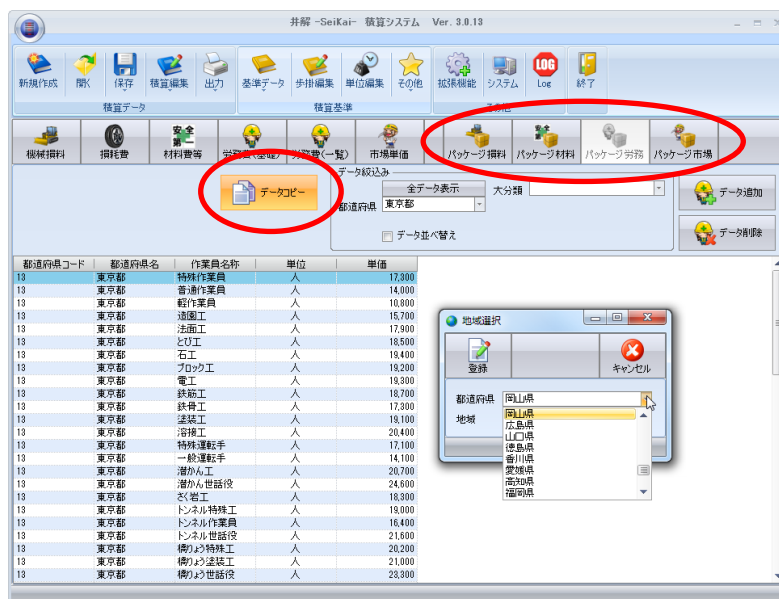 井解 -SeiKai- 積算システム Ver. 3.0.13
新規作成 開く 保存 積算編集 出力 基準データ 歩掛編集 単位編集 その他 拡張機能 システム Log 終了
LOG
積算データ 積算基準 その他
安全第一
機械損料 損耗費 材料費等 労務費(基礎) 労務費(一覧) 市場単価 パッケージ損料 パッケージ材料 パッケージ労務 パッケージ市場
データコピー
データ絞込み
全データ表示 大分類
都道府県 東京都
データ並べ替え
データ追加
データ削除
都道府県コード 都道府県名 作業員名称 単位 単価
13 東京都 特殊作業員 人 17,300
13 東京都 普通作業員 人 14,000
13 東京都 軽作業員 人 10,800
13 東京都 造園工 人 15,700
13 東京都 法面工 人 17,900
13 東京都 とび工 人 18,500
13 東京都 石工 人 19,400
13 東京都 ブロック工 人 19,200
13 東京都 電工 人 19,300
13 東京都 鉄筋工 人 18,700
13 東京都 鉄骨工 人 17,300
13 東京都 塗装工 人 19,100
13 東京都 溶接工 人 20,400
13 東京都 特殊運転手 人 17,100
13 東京都 一般運転手 人 14,100
13 東京都 潜かん工 人 20,700
13 東京都 潜かん世話役 人 24,600
13 東京都 さく岩工 人 18,300
13 東京都 トンネル特殊工 人 19,000
13 東京都 トンネル作業員 人 16,400
13 東京都 トンネル世話役 人 21,600
13 東京都 橋りょう特殊工 人 20,200
13 東京都 橋りょう塗装工 人 21,000
13 東京都 橋りょう世話役 人 23,300
地域選択
登録 キャンセル
都道府県 岡山県
地域
岡山県
広島県
山口県
徳島県
香川県
愛媛県
高知県
福岡県